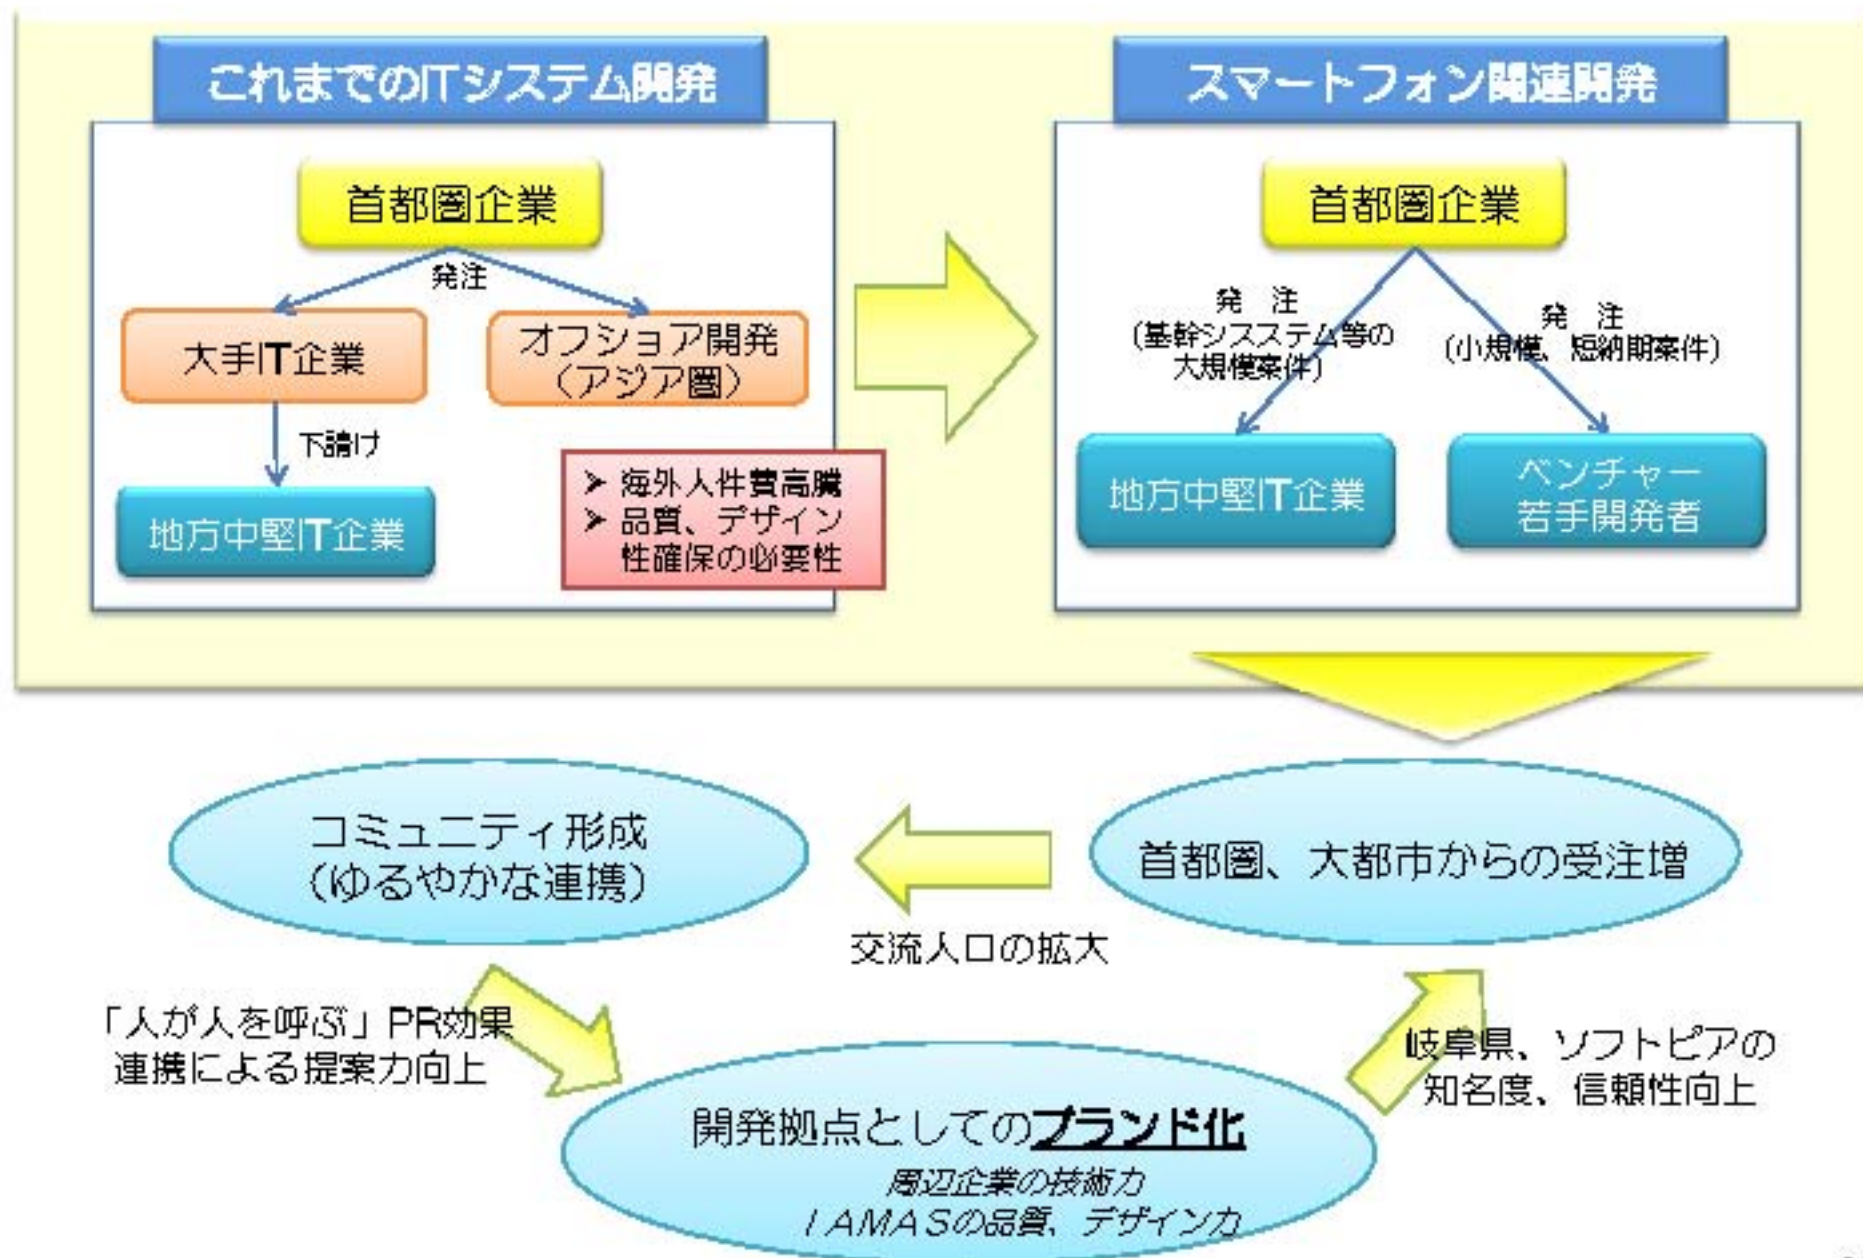 これまでのITシステム開発
首都圏企業
発注
大手IT企業
オフショア開発
（アジア圏）
下請け
地方中堅IT企業
➢ 海外人件費高騰
➢ 品質、デザイン
性確保の必要性
スマートフォン関連開発
首都圏企業
発　注
(基幹シスステム等の
大規模案件)
発　注
(小規模、短納期案件)
地方中堅IT企業
ベンチャー
若手開発者
首都圏、大都市からの受注増
交流人口の拡大
コミュニティ形成
（ゆるやかな連携）
「人が人を呼ぶ」PR効果
連携による提案力向上
開発拠点としてのブランド化
周辺企業の技術力
IAMASの品質、デザイン力
岐阜県、ソフトピアの
知名度、信頼性向上